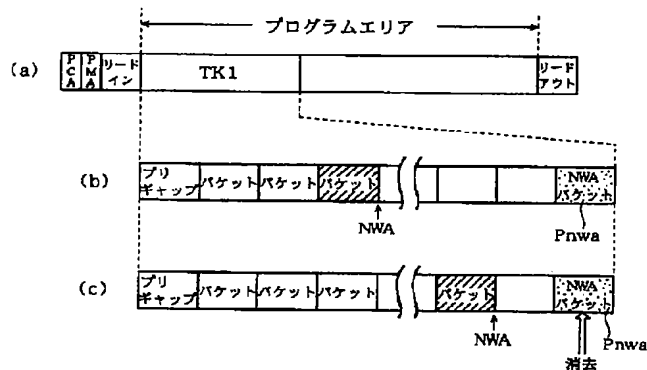 プログラムエリア
(a)
PCA
PMA
リードイン
TK1
リードアウト
(b)
プリギャップ
パケット
パケット
パケット
NWAパケット
NWA
Pnwa
(c)
プリギャップ
パケット
パケット
パケット
パケット
NWAパケット
NWA
Pnwa
消去